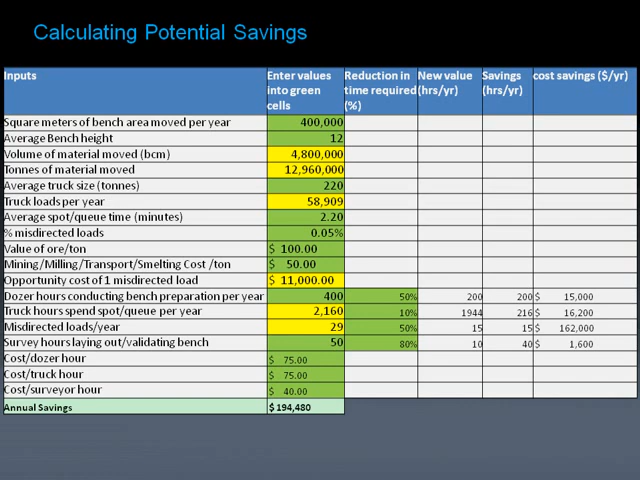 Calculating Potential Savings
Inputs Enter values into green cells Reduction in time required (%) New value (hrs/yr) Savings (hrs/yr) cost savings ($/yr)
Square meters of bench area moved per year 400,000
Average Bench height 12
Volume of material moved (bcm) 4,800,000
Tonnes of material moved 12,960,000
Average truck size (tonnes) 220
Truck loads per year 58,909
Average spot/queue time (minutes) 2.20
% misdirected loads 0.05%
Value of ore/ton $ 100.00
Mining/Milling/Transport/Smelting Cost /ton $ 50.00
Opportunity cost of 1 misdirected load $ 11,000.00
Dozer hours conducting bench preparation per year 400 50% 200 200 $ 15,000
Truck hours spend spot/queue per year 2,160 10% 1944 216 $ 16,200
Misdirected loads/year 29 50% 15 15 $ 162,000
Survey hours laying out/validating bench 50 80% 10 40 $ 1,600
Cost/dozer hour $ 75.00
Cost/truck hour $ 75.00
Cost/surveyor hour $ 40.00
Annual Savings $ 194,480